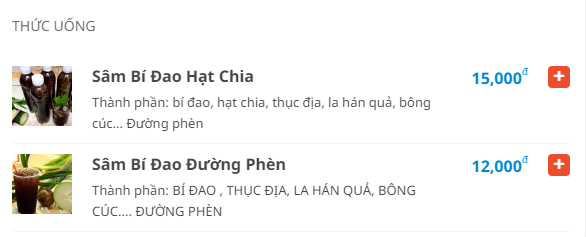 THỨC UỐNG
Sâm Bí Đao Hạt Chia
15,000đ
+
Thành phần: bí đao, hạt chia, thục địa, la hán quả, bông
cúc... Đường phèn
Sâm Bí Đao Đường Phèn
12,000đ
+
Thành phần: BÍ ĐAO , THỤC ĐỊA, LA HÁN QUẢ, BÔNG
CÚC.... ĐƯỜNG PHÈN